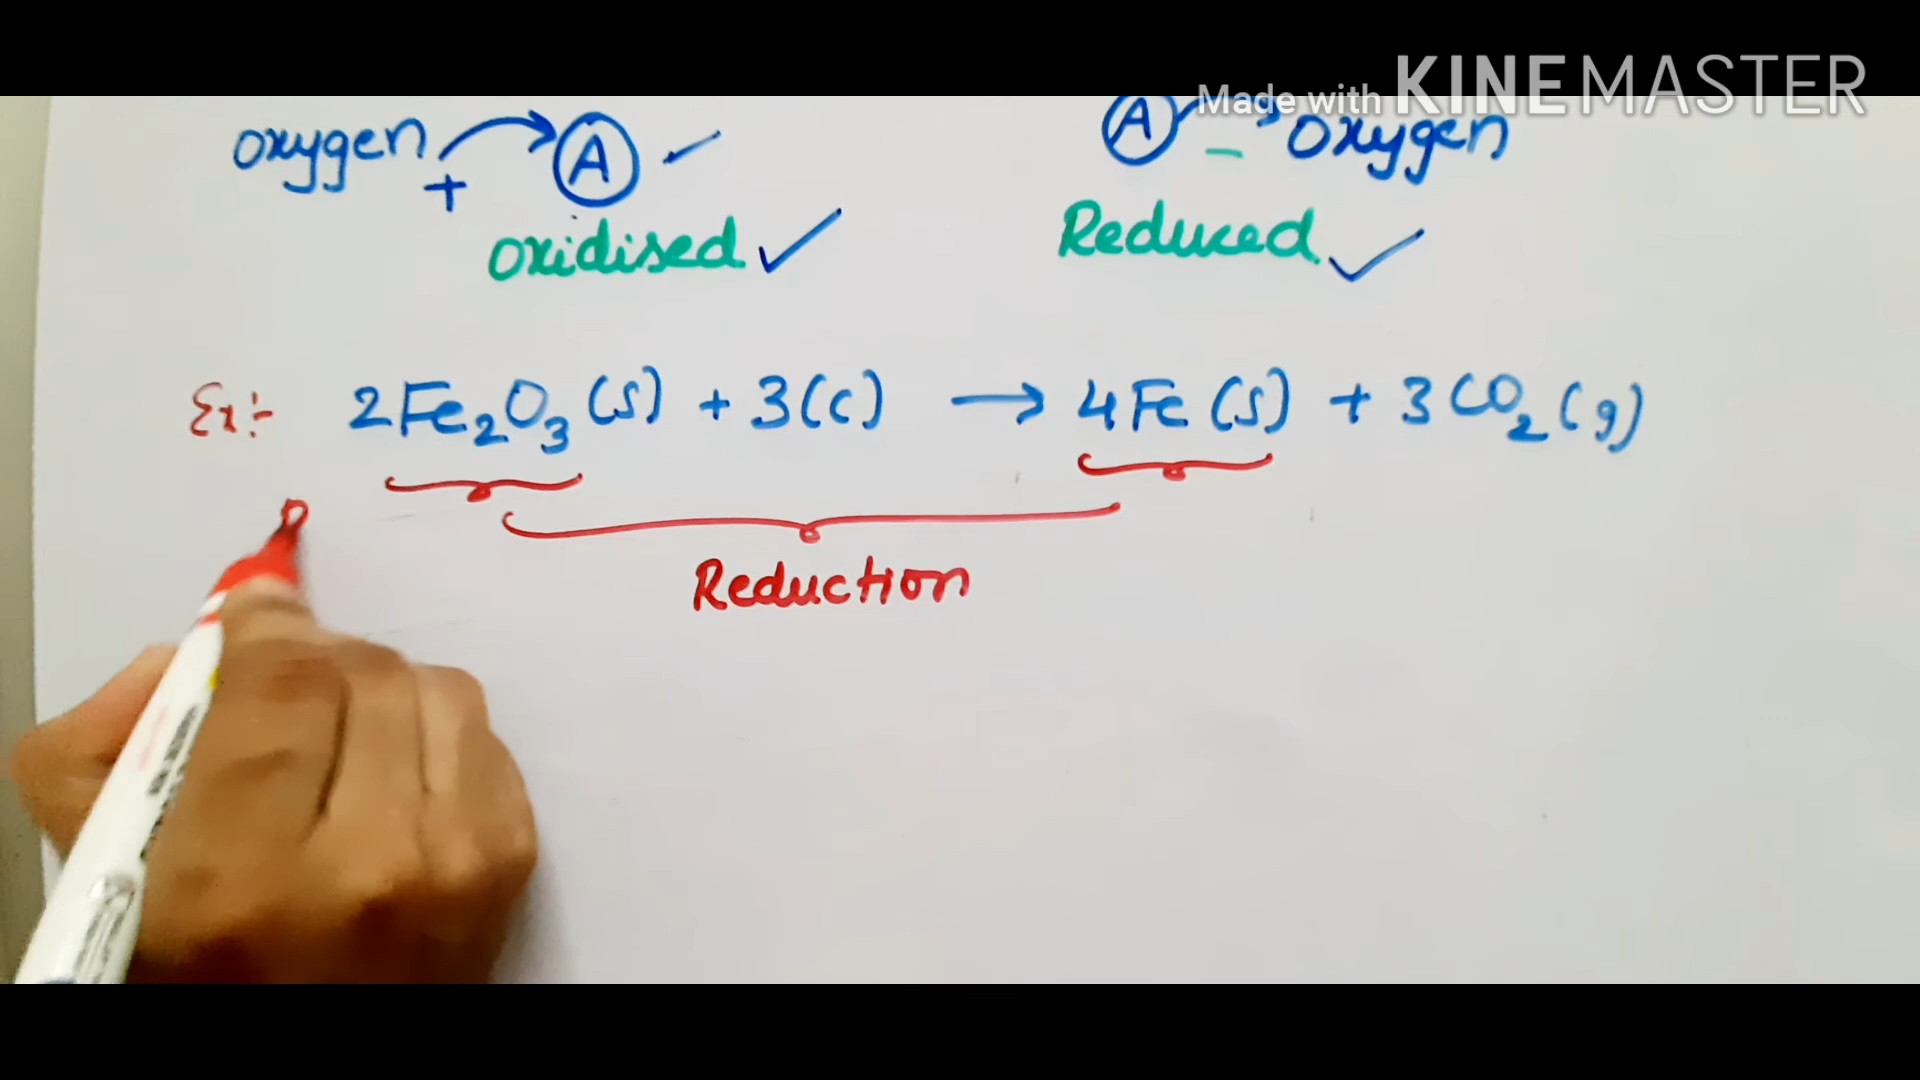 Made with KINEMASTER
oxygen + A A - oxygen
oxidised Reduced
Ex:- 2Fe2O3 (s) + 3(c) → 4Fe (s) + 3CO2 (g)
Reduction